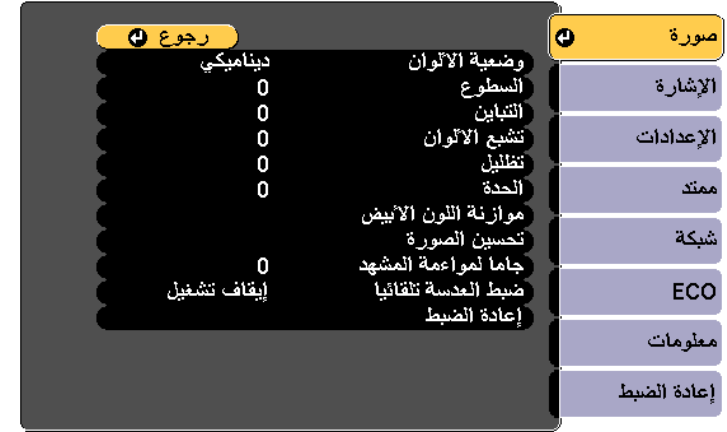 صورة
الإشارة
الإعدادات
ممتد
شبكة
ECO
معلومات
إعادة الضبط
رجوع
وضعية الألوان ديناميكي
السطوع 0
التباين 0
تشبع الألوان 0
تظليل 0
الحدة 0
موازنة اللون الأبيض
تحسين الصورة
جاما لمواءمة المشهد 0
ضبط العدسة تلقائيا إيقاف تشغيل
إعادة الضبط